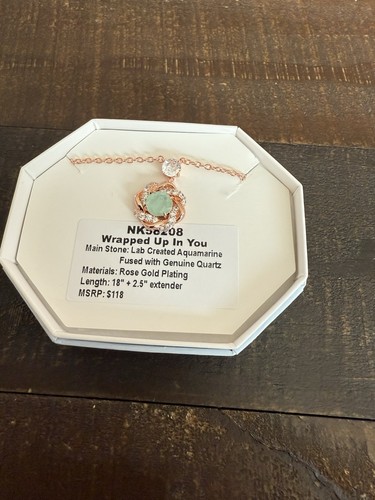 NK58208
Wrapped Up In You
Main Stone: Lab Created Aquamarine
Fused with Genuine Quartz
Materials: Rose Gold Plating
Length: 18" + 2.5" extender
MSRP: $118